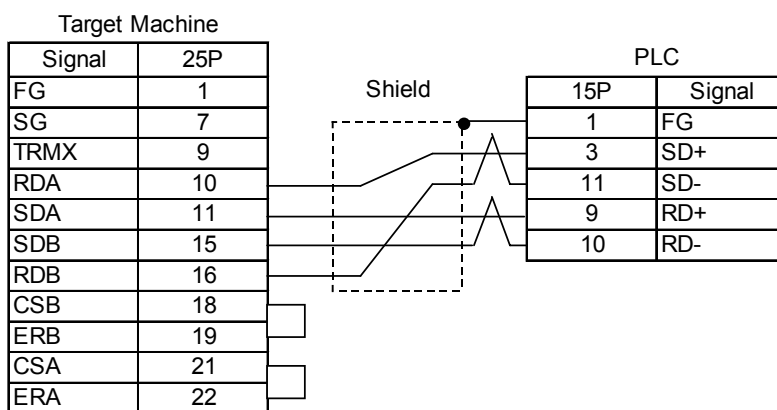 Target Machine
Signal 25P
FG 1
SG 7
TRMX 9
RDA 10
SDA 11
SDB 15
RDB 16
CSB 18
ERB 19
CSA 21
ERA 22
Shield
PLC
15P Signal
1 FG
3 SD+
11 SD-
9 RD+
10 RD-